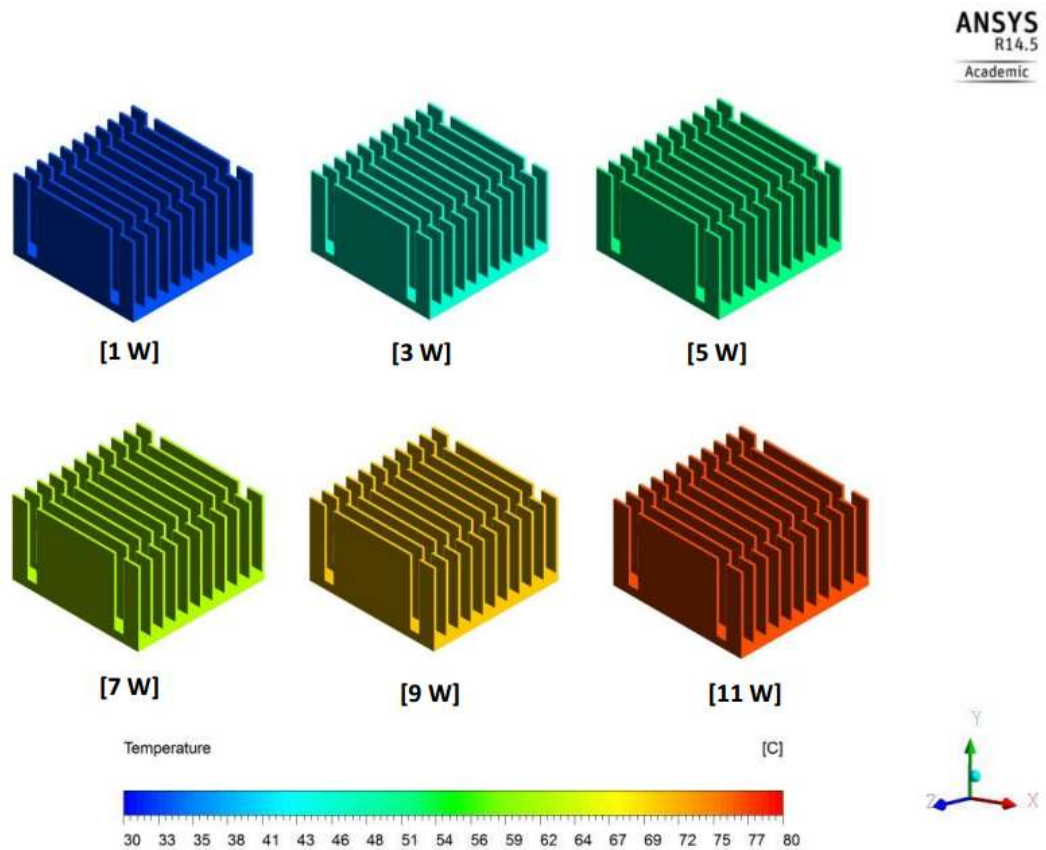 ANSYS
R14.5
Academic
[1 W]
[3 W]
[5 W]
[7 W]
[9 W]
[11 W]
Temperature [C]
30 33 35 38 41 43 46 48 51 54 56 59 62 64 67 69 72 75 77 80
Y
Z X